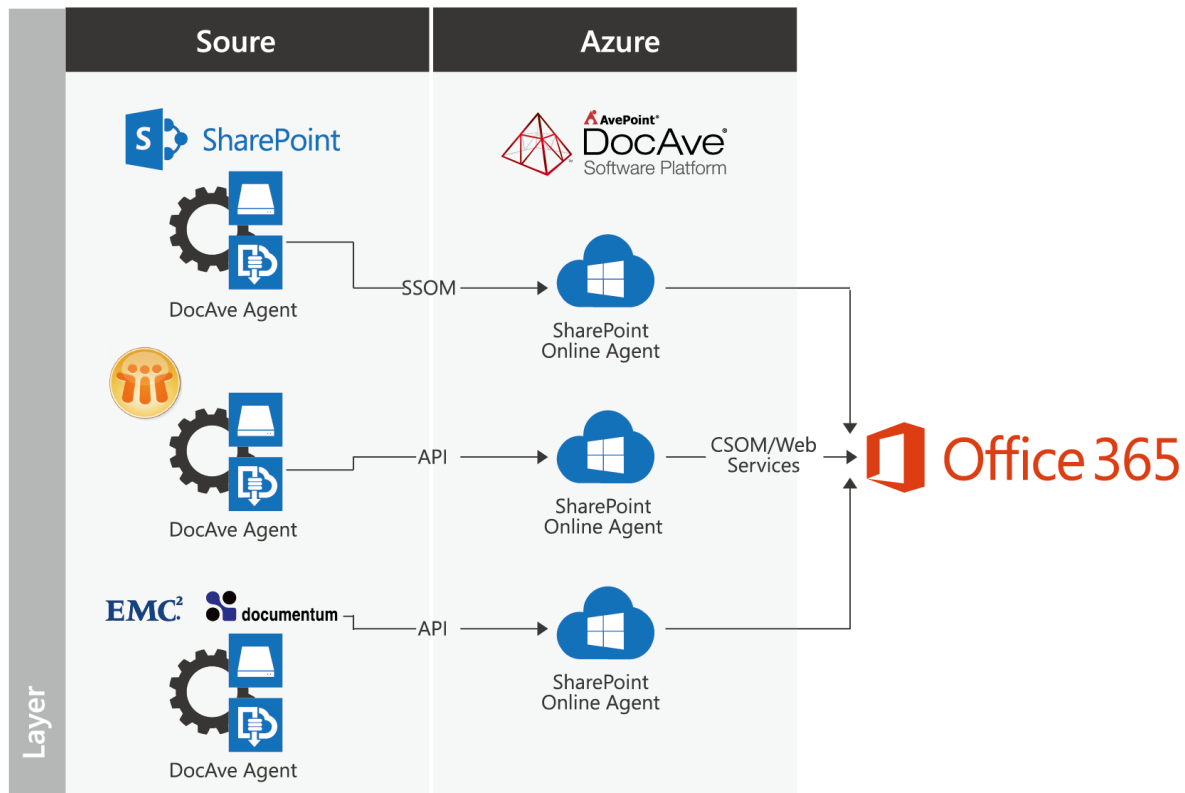 Soure
Azure
Layer
S
SharePoint
AvePoint®
DocAve®
Software Platform
DocAve Agent
SSOM
SharePoint
Online Agent
DocAve Agent
API
SharePoint
Online Agent
CSOM/Web
Services
Office 365
EMC²
documentum
API
SharePoint
Online Agent
DocAve Agent